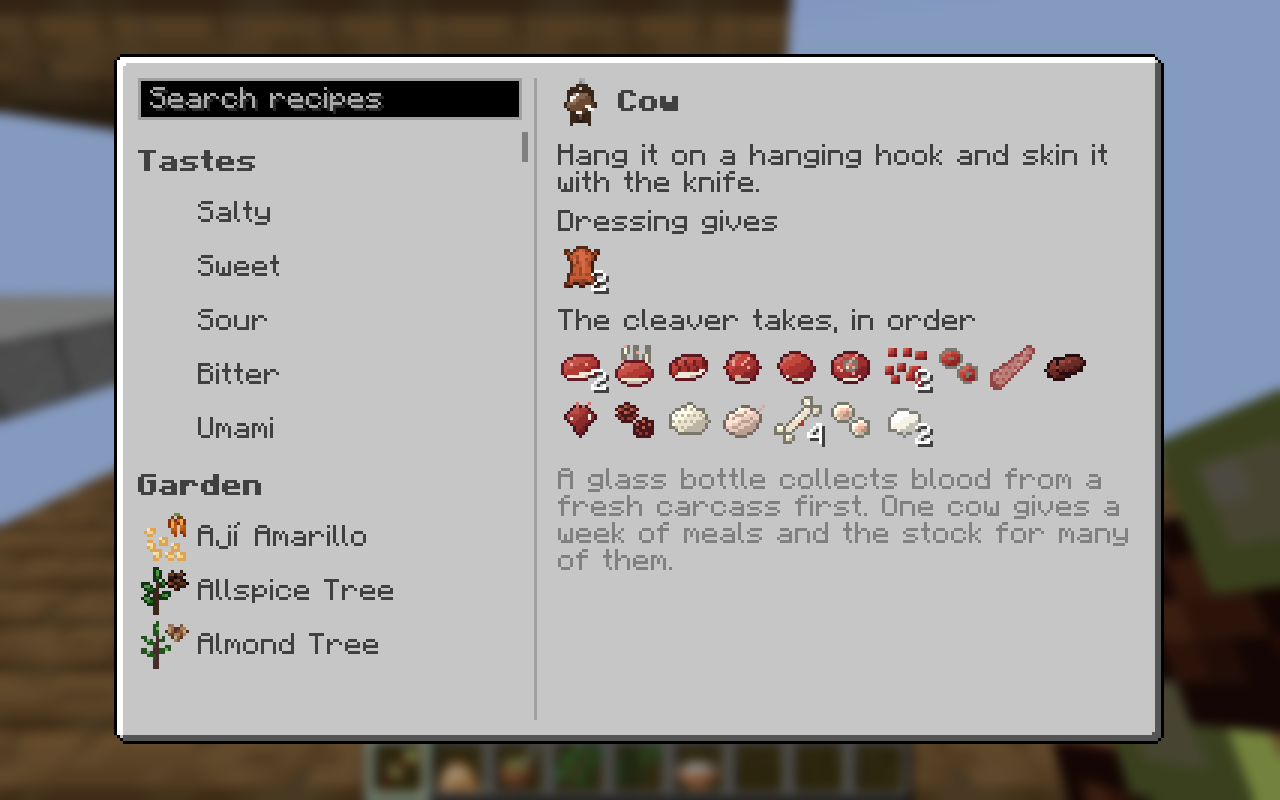 Search recipes
Tastes
Salty
Sweet
Sour
Bitter
Umami
Garden
Ají Amarillo
Allspice Tree
Almond Tree
Cow
Hang it on a hanging hook and skin it
with the knife.
Dressing gives
2
The cleaver takes, in order
2 2
4 2
A glass bottle collects blood from a
fresh carcass first. One cow gives a
week of meals and the stock for many
of them.